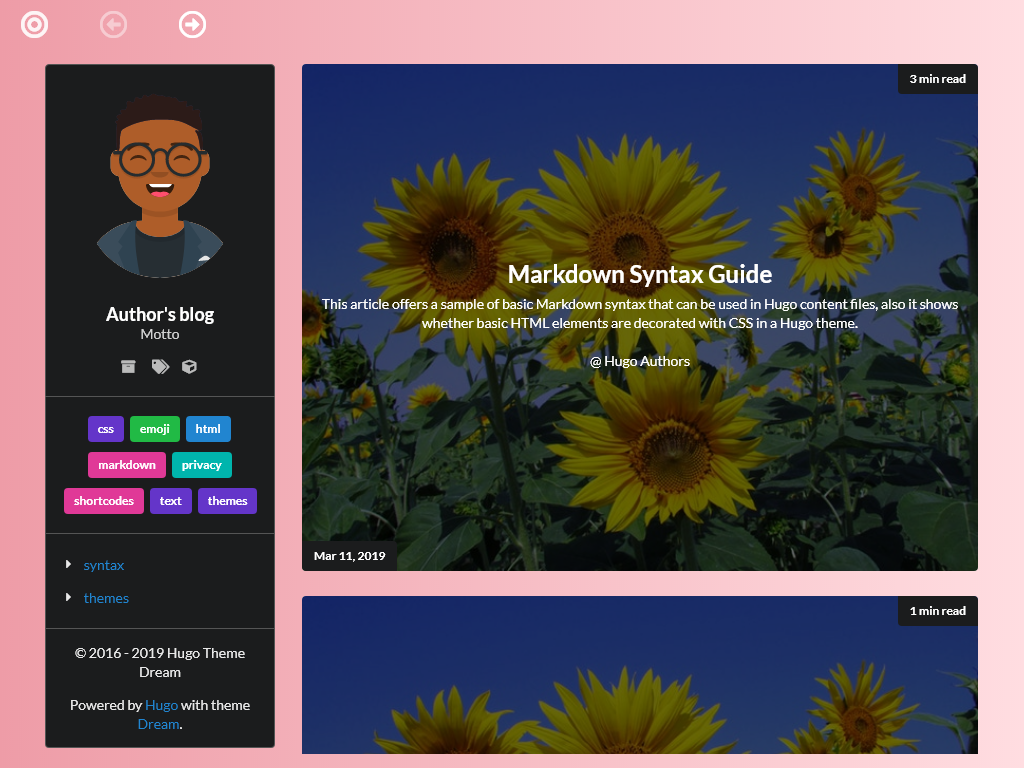 Author's blog
Motto
css
emoji
html
markdown
privacy
shortcodes
text
themes
syntax
themes
© 2016 - 2019 Hugo Theme
Dream
Powered by Hugo with theme
Dream.
3 min read
Markdown Syntax Guide
This article offers a sample of basic Markdown syntax that can be used in Hugo content files, also it shows
whether basic HTML elements are decorated with CSS in a Hugo theme.
@ Hugo Authors
Mar 11, 2019
1 min read